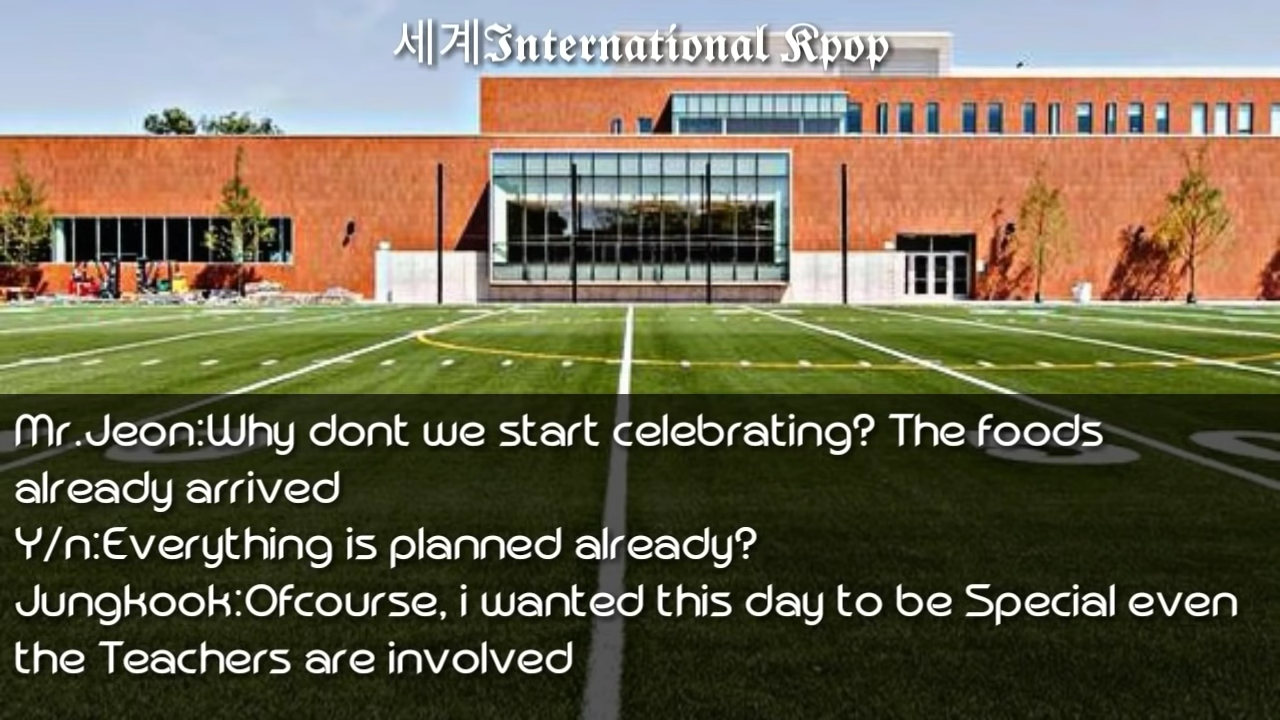 세계International Kpop
Mr.Jeon:Why dont we start celebrating? The foods
already arrived
Y/n:Everything is planned already?
Jungkook:Ofcourse, i wanted this day to be Special even
the Teachers are involved